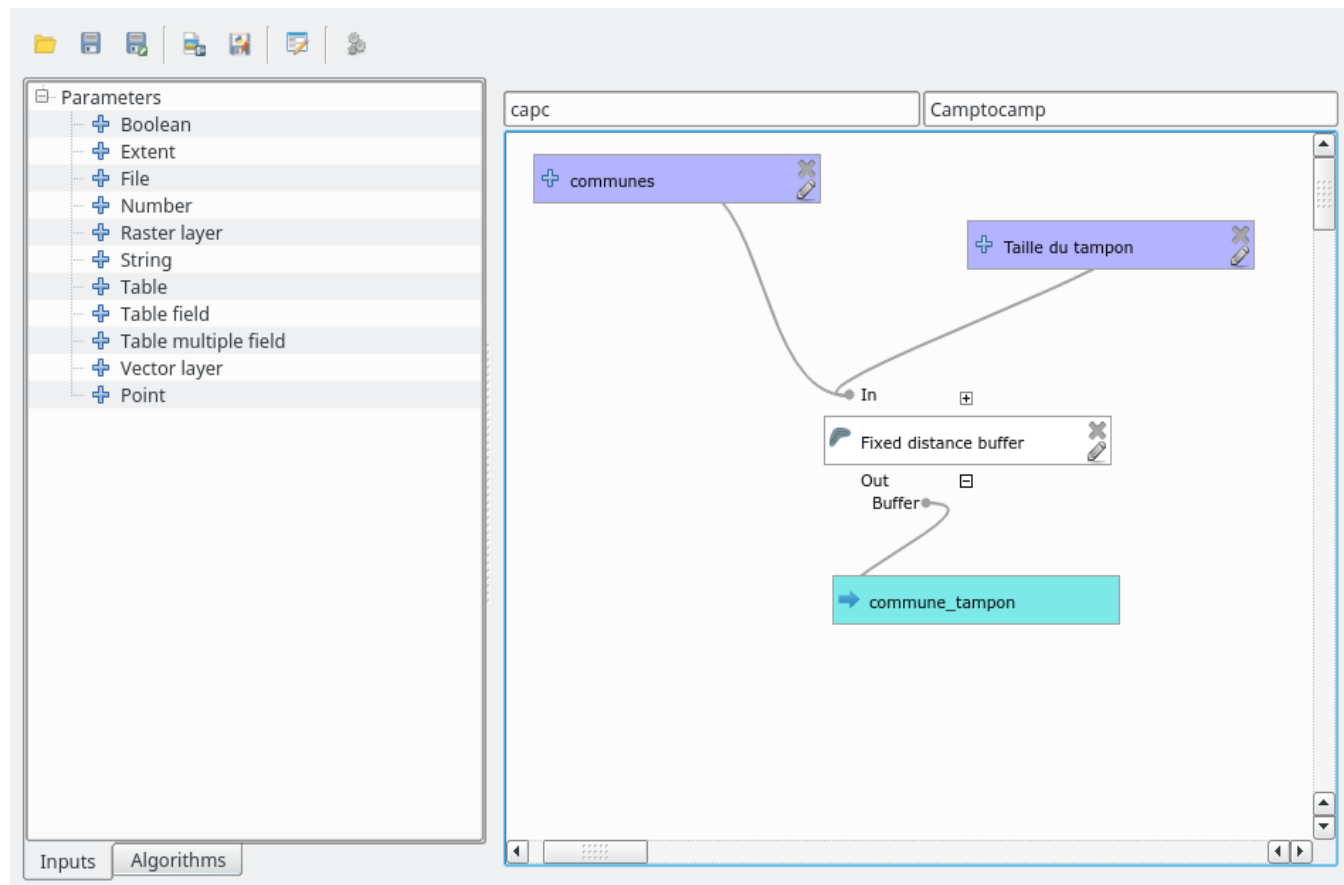 Parameters
Boolean
Extent
File
Number
Raster layer
String
Table
Table field
Table multiple field
Vector layer
Point
Inputs
Algorithms
capc
Camptocamp
communes
Taille du tampon
In
Fixed distance buffer
Out
Buffer
commune_tampon